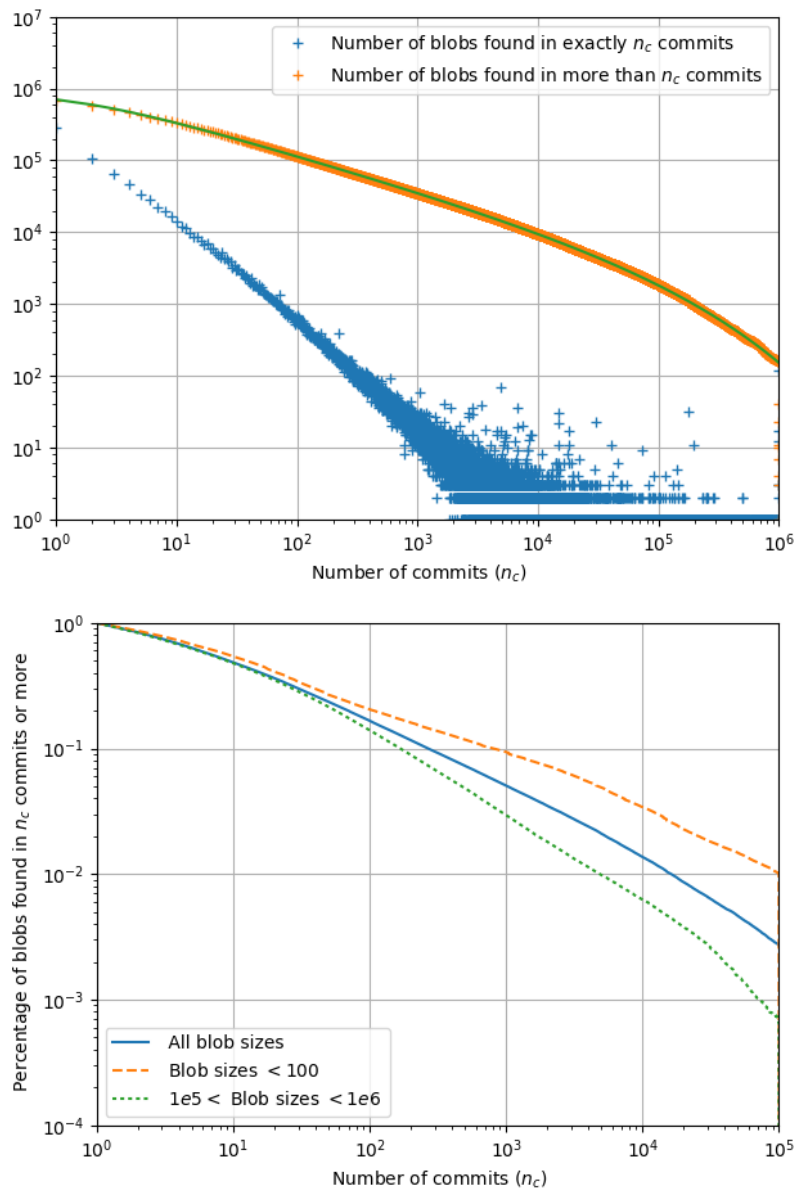 10^7
10^6
10^5
10^4
10^3
10^2
10^1
10^0
Number of blobs found in exactly n_c commits
Number of blobs found in more than n_c commits
10^0 10^1 10^2 10^3 10^4 10^5 10^6
Number of commits (n_c)
Percentage of blobs found in n_c commits or more
10^0
10^-1
10^-2
10^-3
10^-4
All blob sizes
Blob sizes < 100
1e5 < Blob sizes < 1e6
10^0 10^1 10^2 10^3 10^4 10^5
Number of commits (n_c)